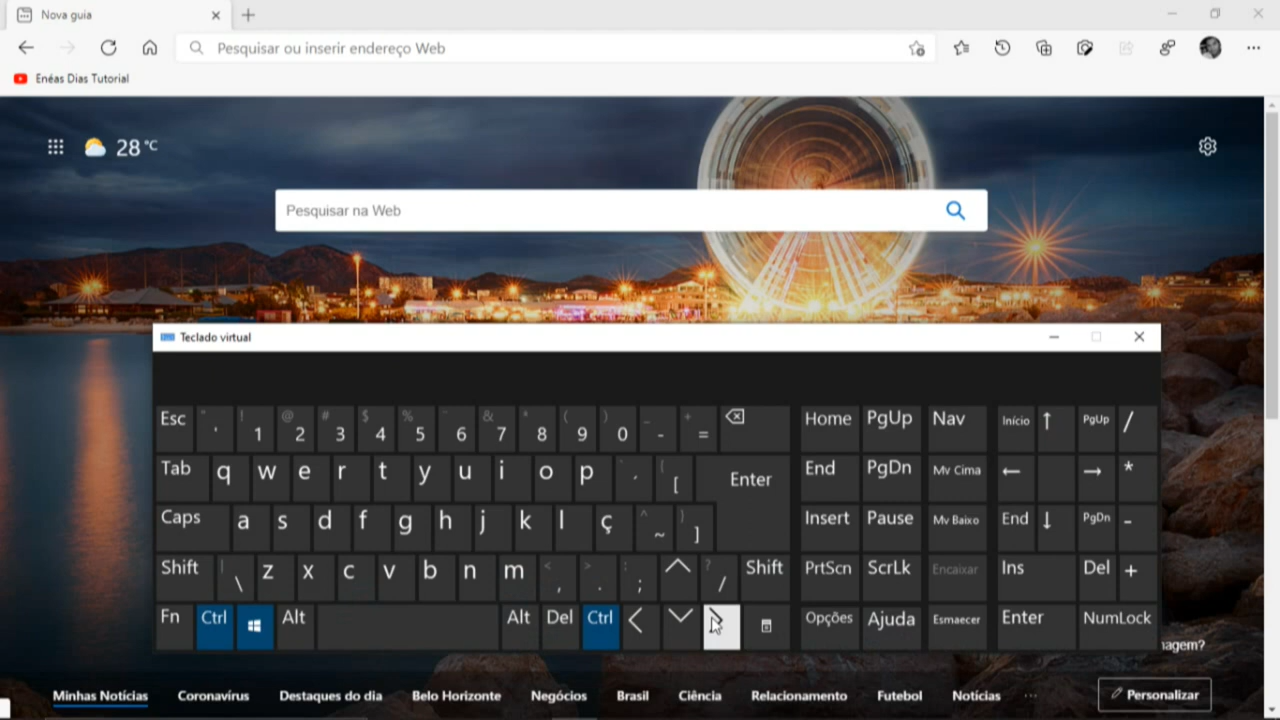 Nova guia
Pesquisar ou inserir endereço Web
Enéas Dias Tutorial
28 °C
Pesquisar na Web
Teclado virtual
Esc " ' ! 1 @ 2 # 3 $ 4 % 5 ¨ 6 & 7 * 8 ( 9 ) 0 _ - + = Home PgUp Nav Início ↑ PgUp /
Tab q w e r t y u i o p ` ´ { [ Enter End PgDn Mv Cima ← → *
Caps a s d f g h j k l ç ^ ~ } ] Insert Pause Mv Baixo End ↓ PgDn -
Shift | \ z x c v b n m < , > . : ; ? / Shift PrtScn ScrLk Encaixar Ins Del +
Fn Ctrl Alt Alt Del Ctrl Opções Ajuda Esmaecer Enter NumLock
nagem?
Minhas Notícias Coronavírus Destaques do dia Belo Horizonte Negócios Brasil Ciência Relacionamento Futebol Notícias ... Personalizar